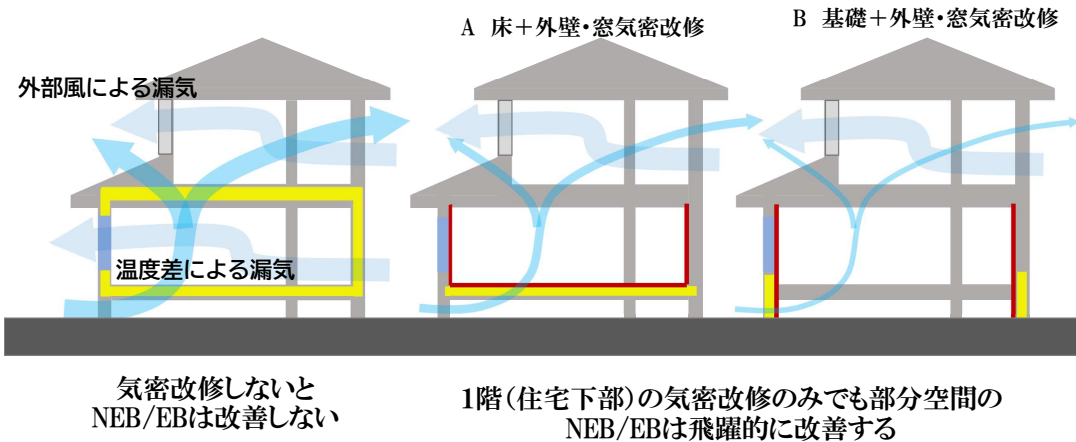 A 床＋外壁・窓気密改修
B 基礎＋外壁・窓気密改修
外部風による漏気
温度差による漏気
気密改修しないと
NEB/EBは改善しない
1階（住宅下部）の気密改修のみでも部分空間の
NEB/EBは飛躍的に改善する